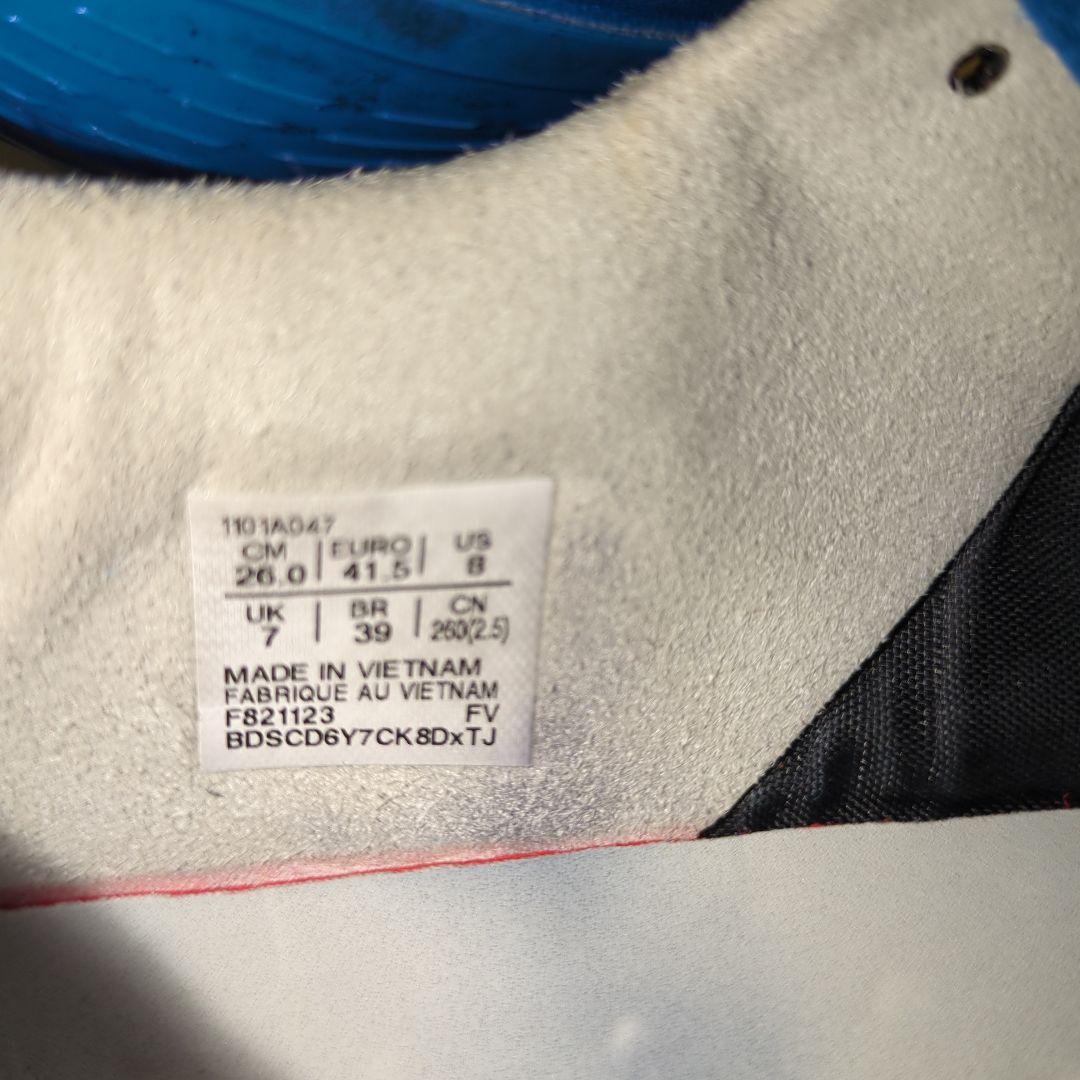 1101A047
CM | EURO | US
26.0 | 41.5 | 8
UK | BR | CN
7 | 39 | 260(2.5)
MADE IN VIETNAM
FABRIQUE AU VIETNAM
F821123 FV
BDSCD6Y7CK8DxTJ